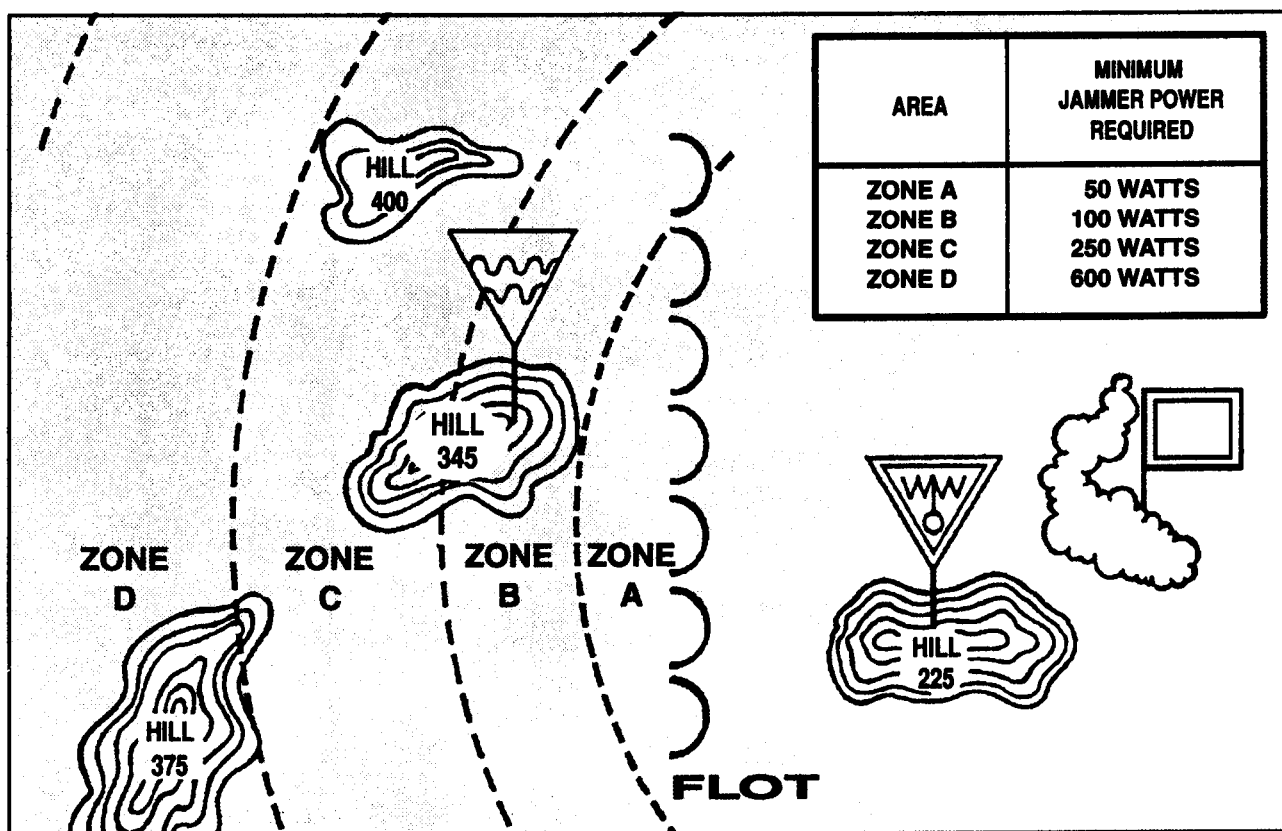 AREA
MINIMUM
JAMMER POWER
REQUIRED
ZONE A 50 WATTS
ZONE B 100 WATTS
ZONE C 250 WATTS
ZONE D 600 WATTS
HILL
400
HILL
345
ZONE
D
ZONE
C
ZONE
B
ZONE
A
HILL
225
HILL
375
FLOT